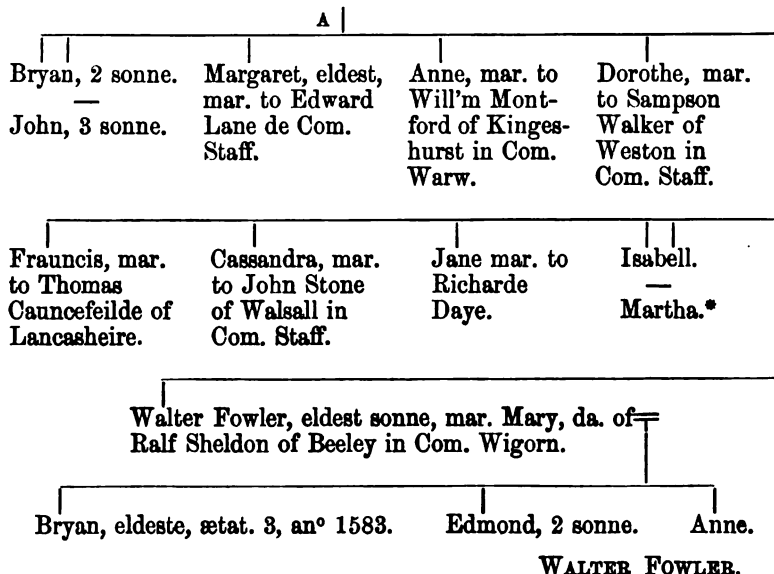 A
Bryan, 2 sonne.
—
John, 3 sonne.
Margaret, eldest,
mar. to Edward
Lane de Com.
Staff.
Anne, mar. to
Will'm Mont-
ford of Kinges-
hurst in Com.
Warw.
Dorothe, mar.
to Sampson
Walker of
Weston in
Com. Staff.
Frauncis, mar.
to Thomas
Cauncefeilde of
Lancasheire.
Cassandra, mar.
to John Stone
of Walsall in
Com. Staff.
Jane mar. to
Richarde
Daye.
Isabell.
—
Martha.*
Walter Fowler, eldest sonne, mar. Mary, da. of
Ralf Sheldon of Beeley in Com. Wigorn.
Bryan, eldeste, ætat. 3, anº 1583.
Edmond, 2 sonne.
Anne.
WALTER FOWLER.